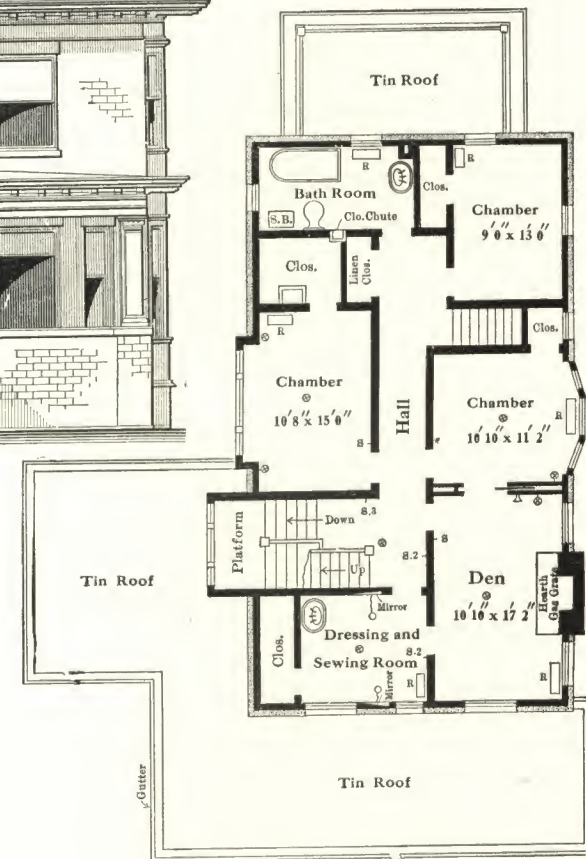 Tin Roof
R
R
Bath Room
Clos.
S.B.
Clo. Chute
Chamber
9' 0" x 13' 0"
Clos.
Linen
Clos.
R
Clos.
Chamber
10' 8" x 15' 0"
Hall
Chamber
10' 10" x 11' 2"
R
S
S.3
Platform
Down
Up
S
S.2
Tin Roof
Den
10' 10" x 17' 2"
Hearth
Gas Grate
Mirror
Clos.
Dressing and
Sewing Room
S.2
Mirror
R
R
Gutter
Tin Roof